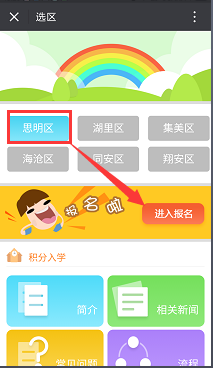 选区
思明区 湖里区 集美区
海沧区 同安区 翔安区
报名啦
进入报名
积分入学
简介 相关新闻
常见问题 流程